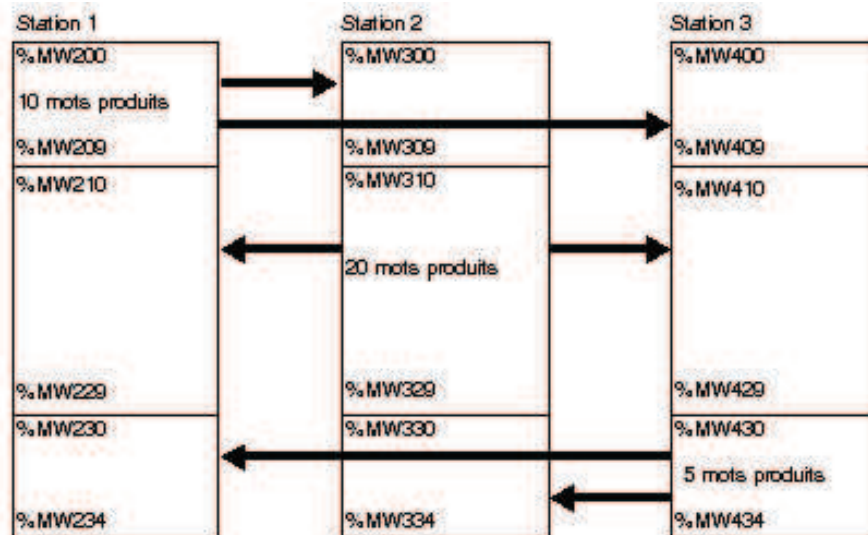 Station 1
Station 2
Station 3
%MW200
%MW300
%MW400
10 mots produits
%MW209
%MW309
%MW409
%MW210
%MW310
%MW410
20 mots produits
%MW229
%MW329
%MW429
%MW230
%MW330
%MW430
5 mots produits
%MW234
%MW334
%MW434